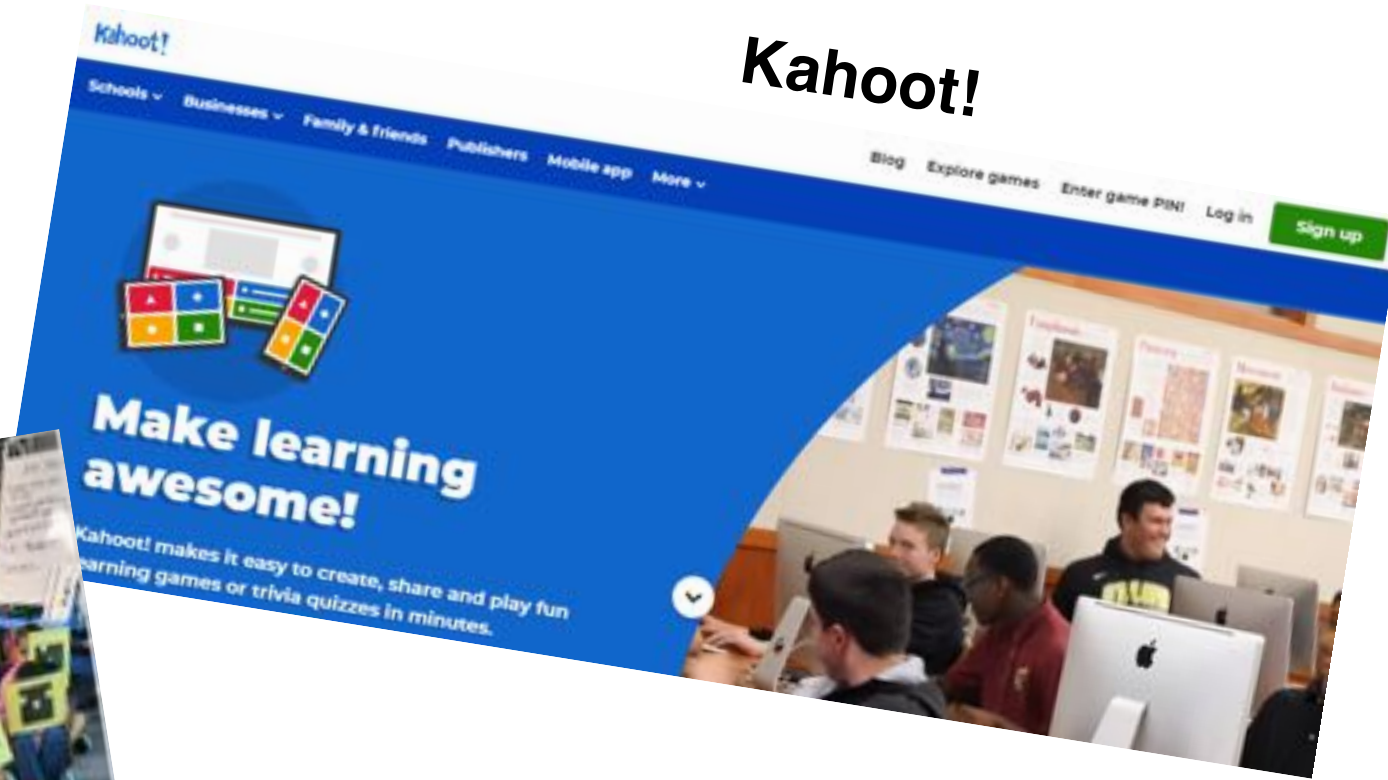 Kahoot!
Kahoot!
Blog Explore games Enter game PIN! Log in Sign up
Schools Businesses Family & friends Publishers Mobile app More
Make learning
awesome!
Kahoot! makes it easy to create, share and play fun
earning games or trivia quizzes in minutes.